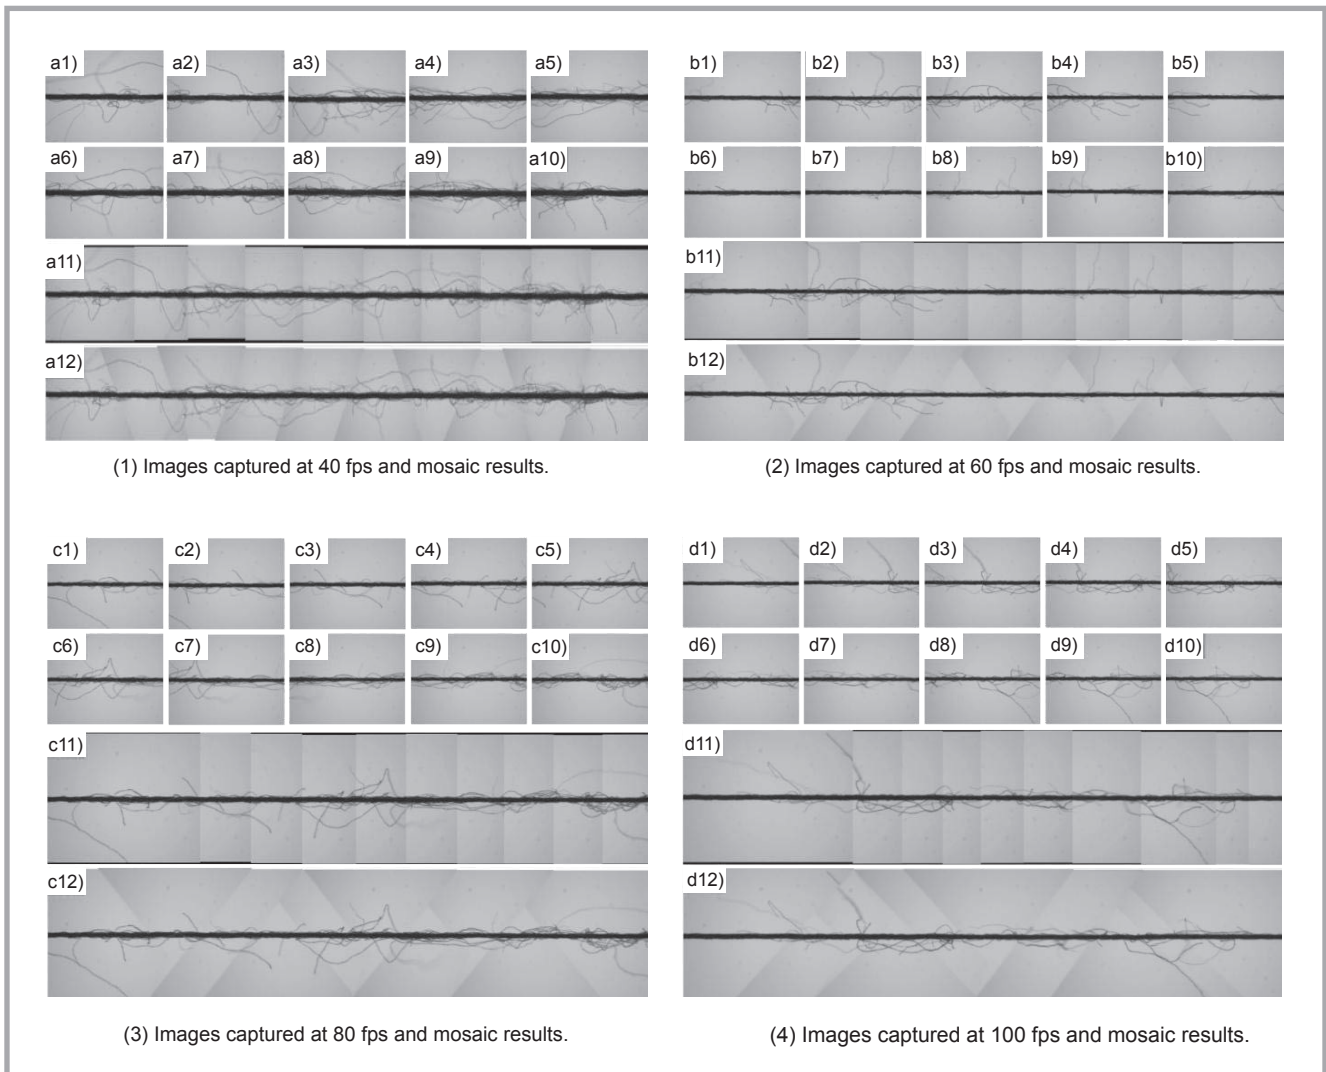 a1) a2) a3) a4) a5)
a6) a7) a8) a9) a10)
a11)
a12)
(1) Images captured at 40 fps and mosaic results.
b1) b2) b3) b4) b5)
b6) b7) b8) b9) b10)
b11)
b12)
(2) Images captured at 60 fps and mosaic results.
c1) c2) c3) c4) c5)
c6) c7) c8) c9) c10)
c11)
c12)
(3) Images captured at 80 fps and mosaic results.
d1) d2) d3) d4) d5)
d6) d7) d8) d9) d10)
d11)
d12)
(4) Images captured at 100 fps and mosaic results.